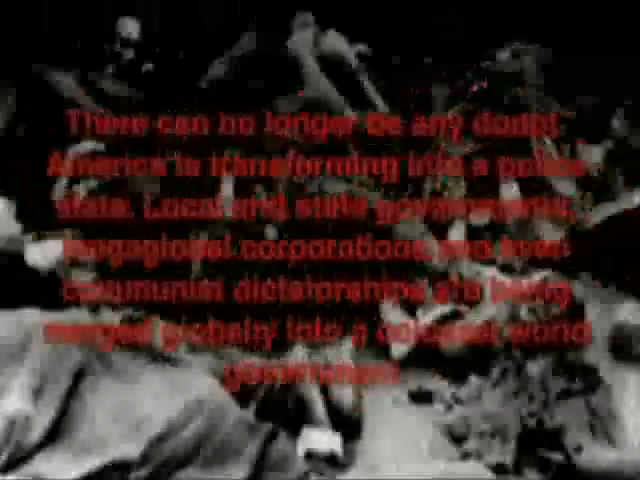 There can no longer be any doubt
America is transforming into a police
state. Local and state governments,
corporations and even
communist dictatorships are being
merged globally into a colossal world
government